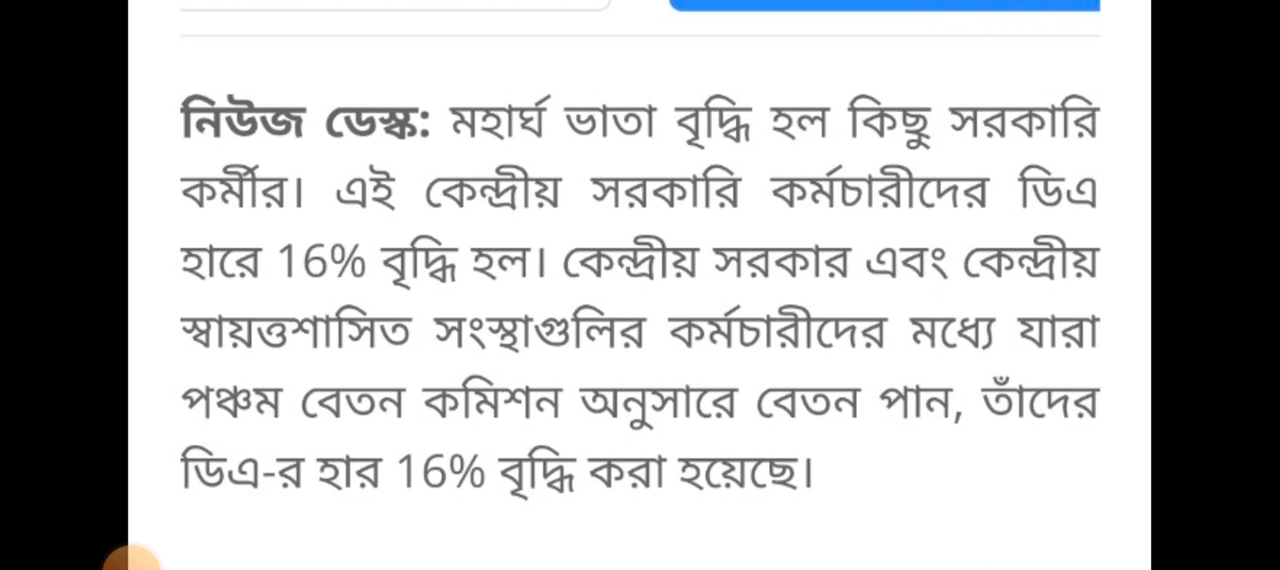 নিউজ ডেস্ক: মহার্ঘ ভাতা বৃদ্ধি হল কিছু সরকারি
কর্মীর। এই কেন্দ্রীয় সরকারি কর্মচারীদের ডিএ
হারে 16% বৃদ্ধি হল। কেন্দ্রীয় সরকার এবং কেন্দ্রীয়
স্বায়ত্তশাসিত সংস্থাগুলির কর্মচারীদের মধ্যে যারা
পঞ্চম বেতন কমিশন অনুসারে বেতন পান, তাঁদের
ডিএ-র হার 16% বৃদ্ধি করা হয়েছে।